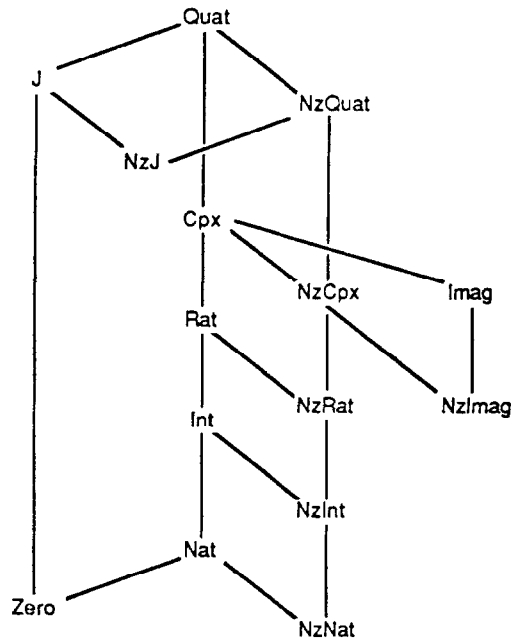 Quat
J
NzQuat
NzJ
Cpx
NzCpx
Imag
Rat
NzRat
NzImag
Int
NzInt
Nat
Zero
NzNat